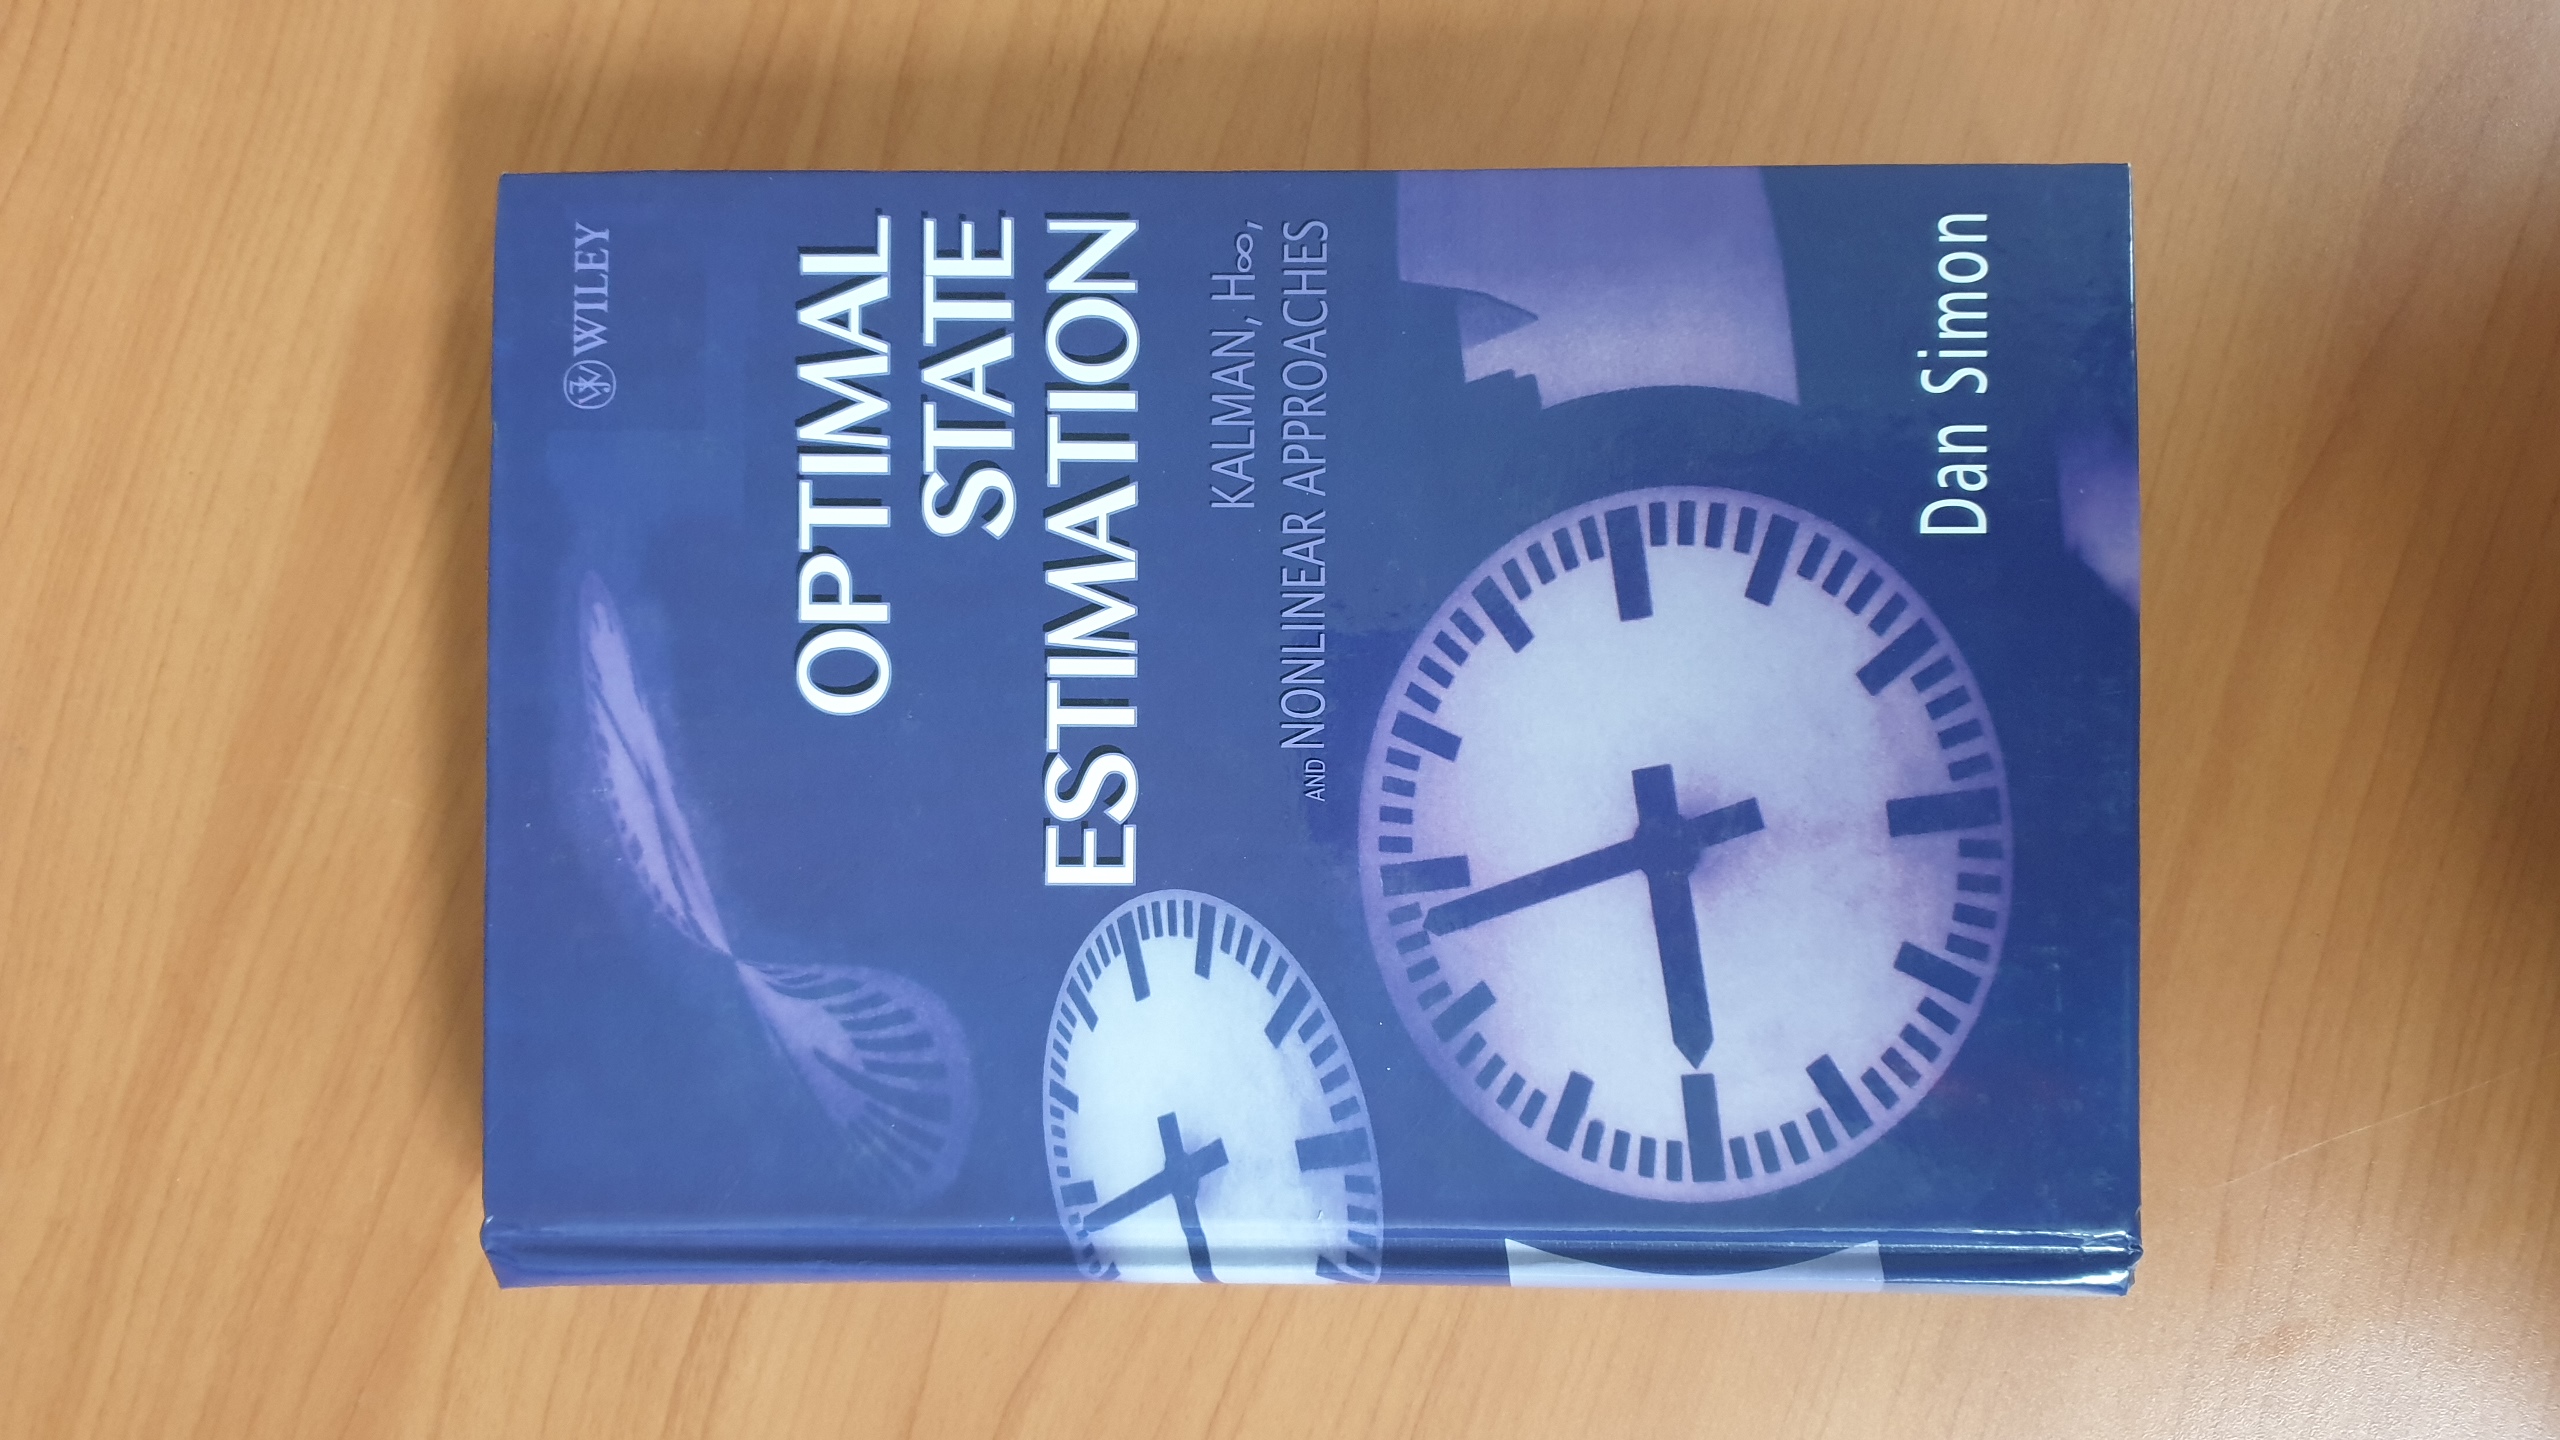 WILEY
OPTIMAL
STATE
ESTIMATION
KALMAN, H∞,
AND NONLINEAR APPROACHES
Dan Simon